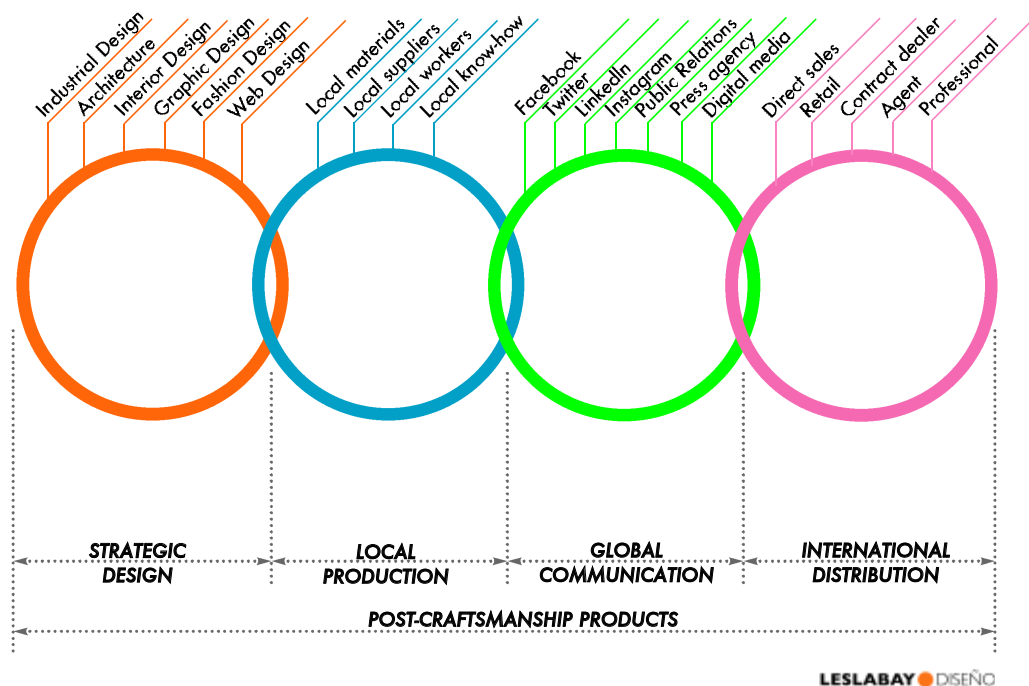 Industrial Design
Architecture
Interior Design
Graphic Design
Fashion Design
Web Design
Local materials
Local suppliers
Local workers
Local know-how
Facebook
Twitter
LinkedIn
Instagram
Public Relations
Press agency
Digital media
Direct sales
Retail
Contract dealer
Agent
Professional
STRATEGIC
DESIGN
LOCAL
PRODUCTION
GLOBAL
COMMUNICATION
INTERNATIONAL
DISTRIBUTION
POST-CRAFTSMANSHIP PRODUCTS
LESLABAY DISEÑO